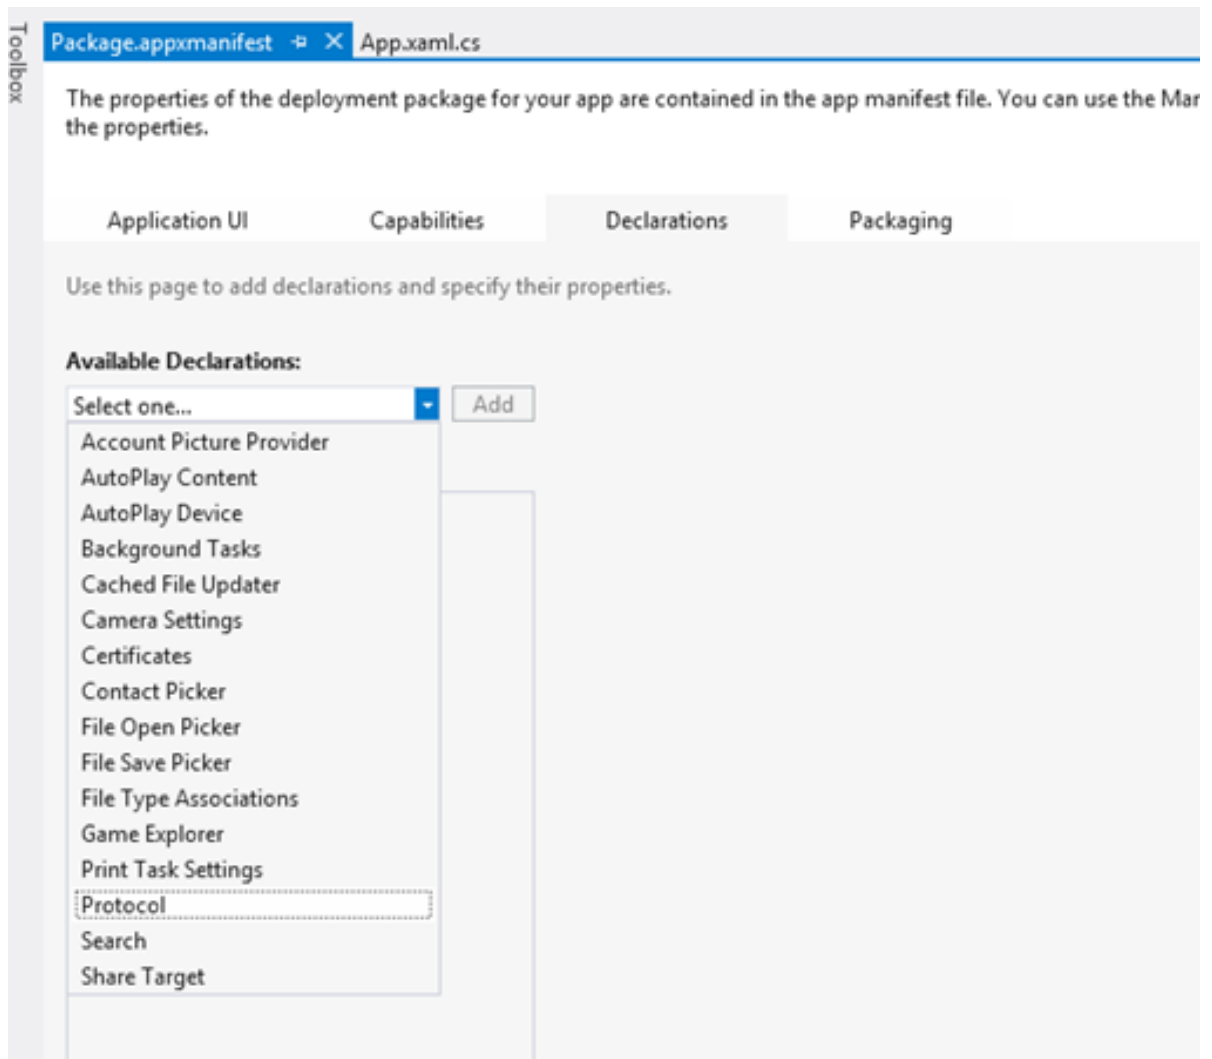 Toolbox
Package.appxmanifest
App.xaml.cs
The properties of the deployment package for your app are contained in the app manifest file. You can use the Mar
the properties.
Application UI
Capabilities
Declarations
Packaging
Use this page to add declarations and specify their properties.
Available Declarations:
Select one...
Add
Account Picture Provider
AutoPlay Content
AutoPlay Device
Background Tasks
Cached File Updater
Camera Settings
Certificates
Contact Picker
File Open Picker
File Save Picker
File Type Associations
Game Explorer
Print Task Settings
Protocol
Search
Share Target